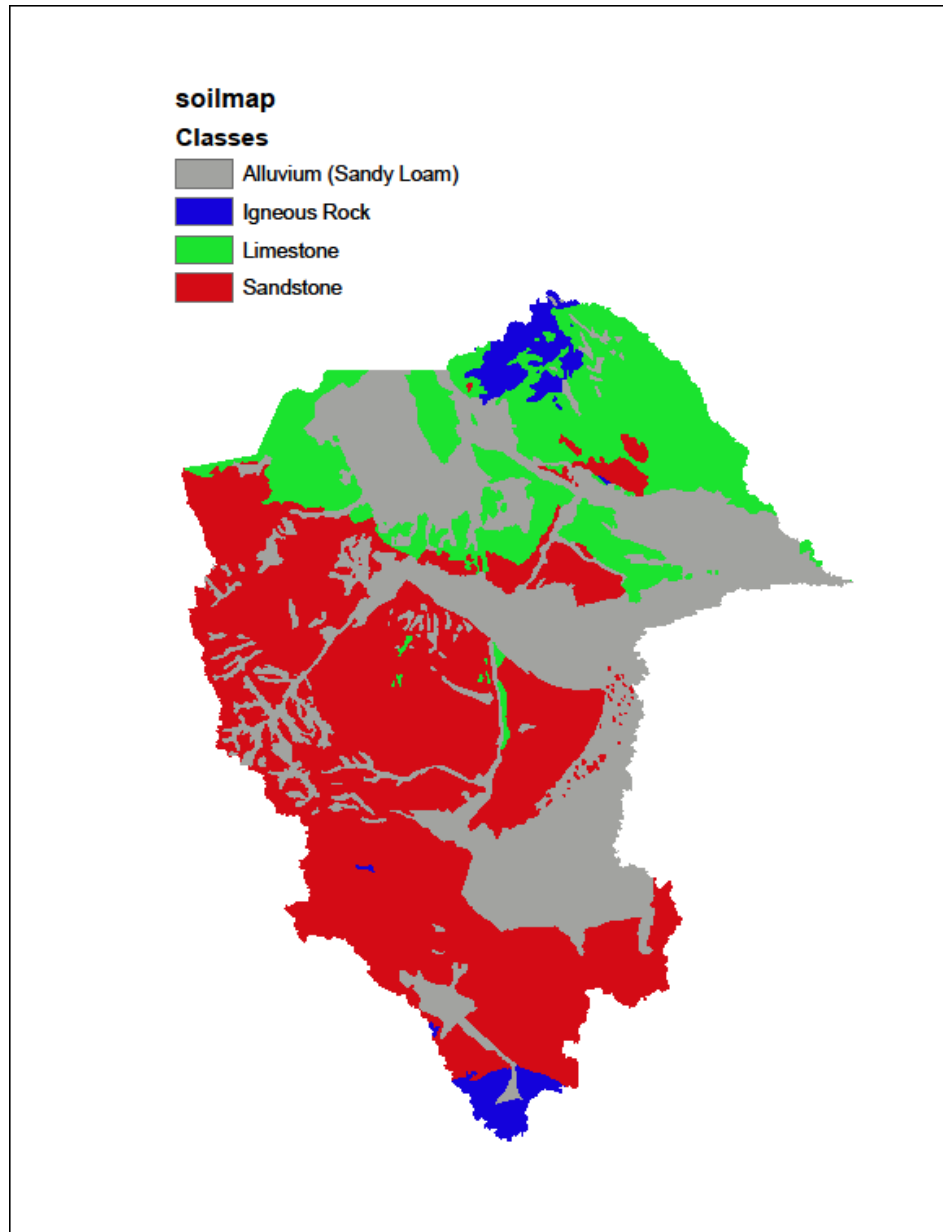 soilmap
Classes
Alluvium (Sandy Loam)
Igneous Rock
Limestone
Sandstone